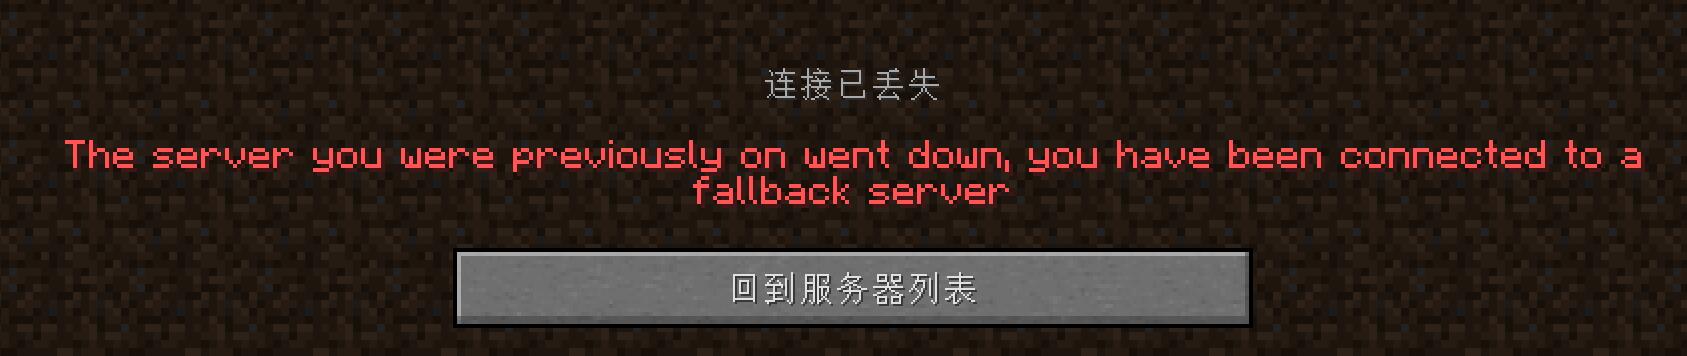 连接已丢失
The server you were previously on went down, you have been connected to a
fallback server
回到服务器列表